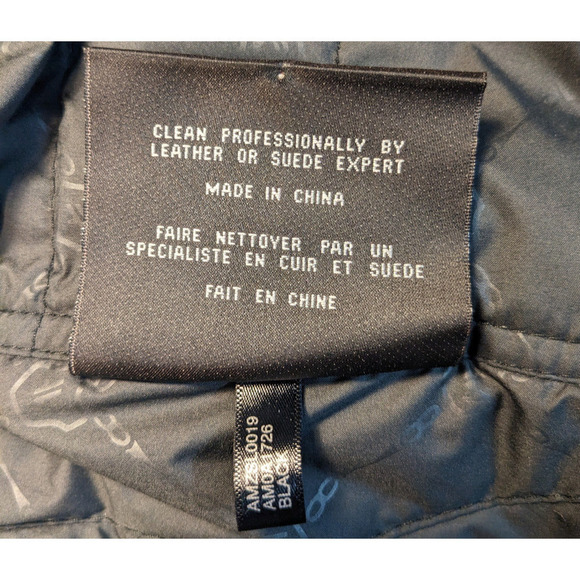 CLEAN PROFESSIONALLY BY
LEATHER OR SUEDE EXPERT
MADE IN CHINA
FAIRE NETTOYER PAR UN
SPECIALISTE EN CUIR ET SUEDE
FAIT EN CHINE
BLACK